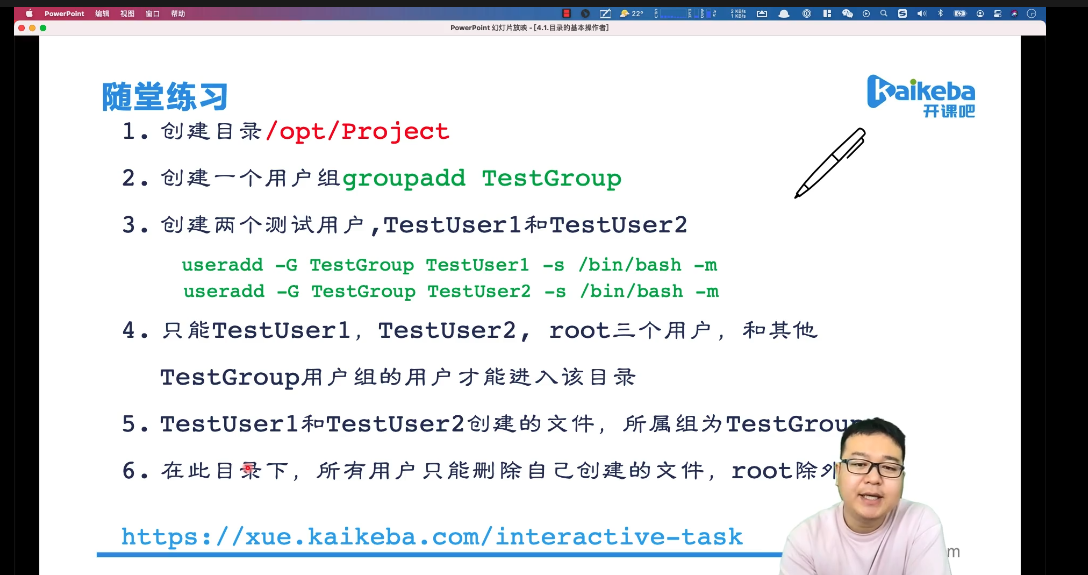 PowerPoint 编辑 视图 窗口 帮助
22°
PowerPoint 幻灯片放映 - [4.1.目录的基本操作者]
随堂练习
Kaikeba
开课吧
1. 创建目录/opt/Project
2. 创建一个用户组groupadd TestGroup
3. 创建两个测试用户,TestUser1和TestUser2
useradd -G TestGroup TestUser1 -s /bin/bash -m
useradd -G TestGroup TestUser2 -s /bin/bash -m
4. 只能TestUser1, TestUser2, root三个用户, 和其他
TestGroup用户组的用户才能进入该目录
5. TestUser1和TestUser2创建的文件, 所属组为TestGroup
6. 在此目录下, 所有用户只能删除自己创建的文件, root除外
https://xue.kaikeba.com/interactive-task
m